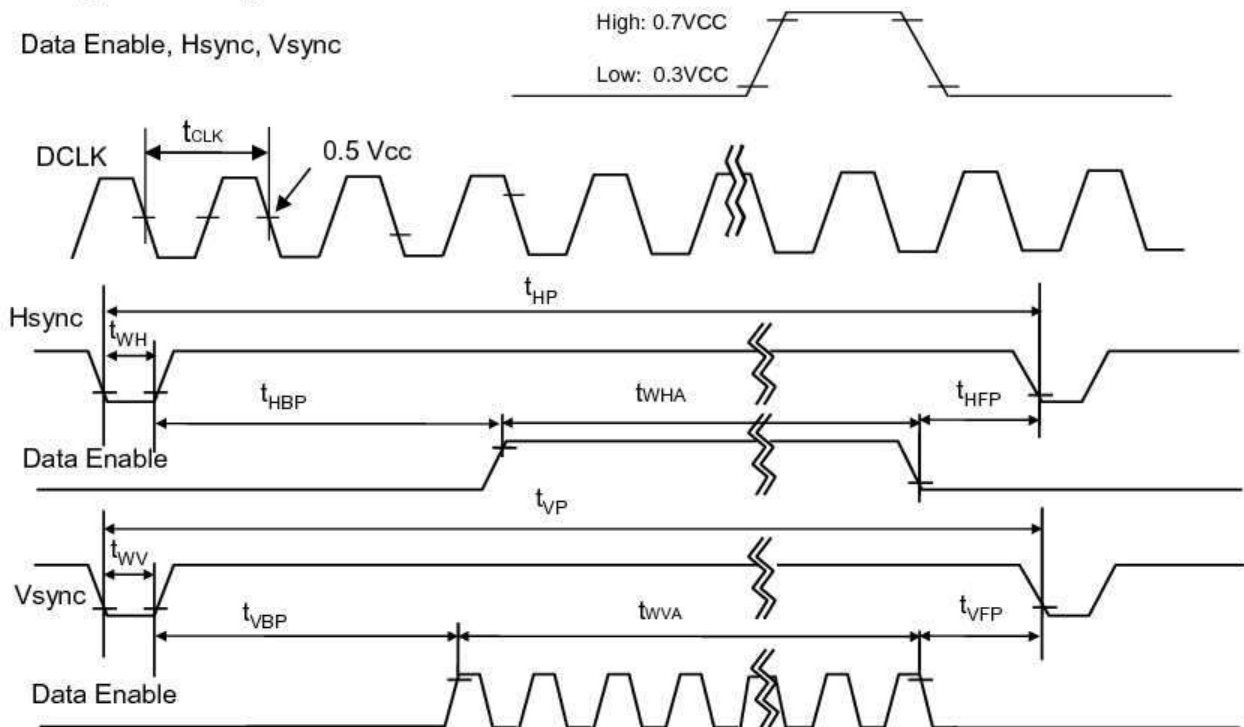 High: 0.7VCC
Data Enable, Hsync, Vsync
Low: 0.3VCC
tCLK
DCLK
0.5 Vcc
tHP
Hsync
tWH
tHBP
tWHA
tHFP
Data Enable
tVP
tWV
Vsync
tVBP
tWVA
tVFP
Data Enable